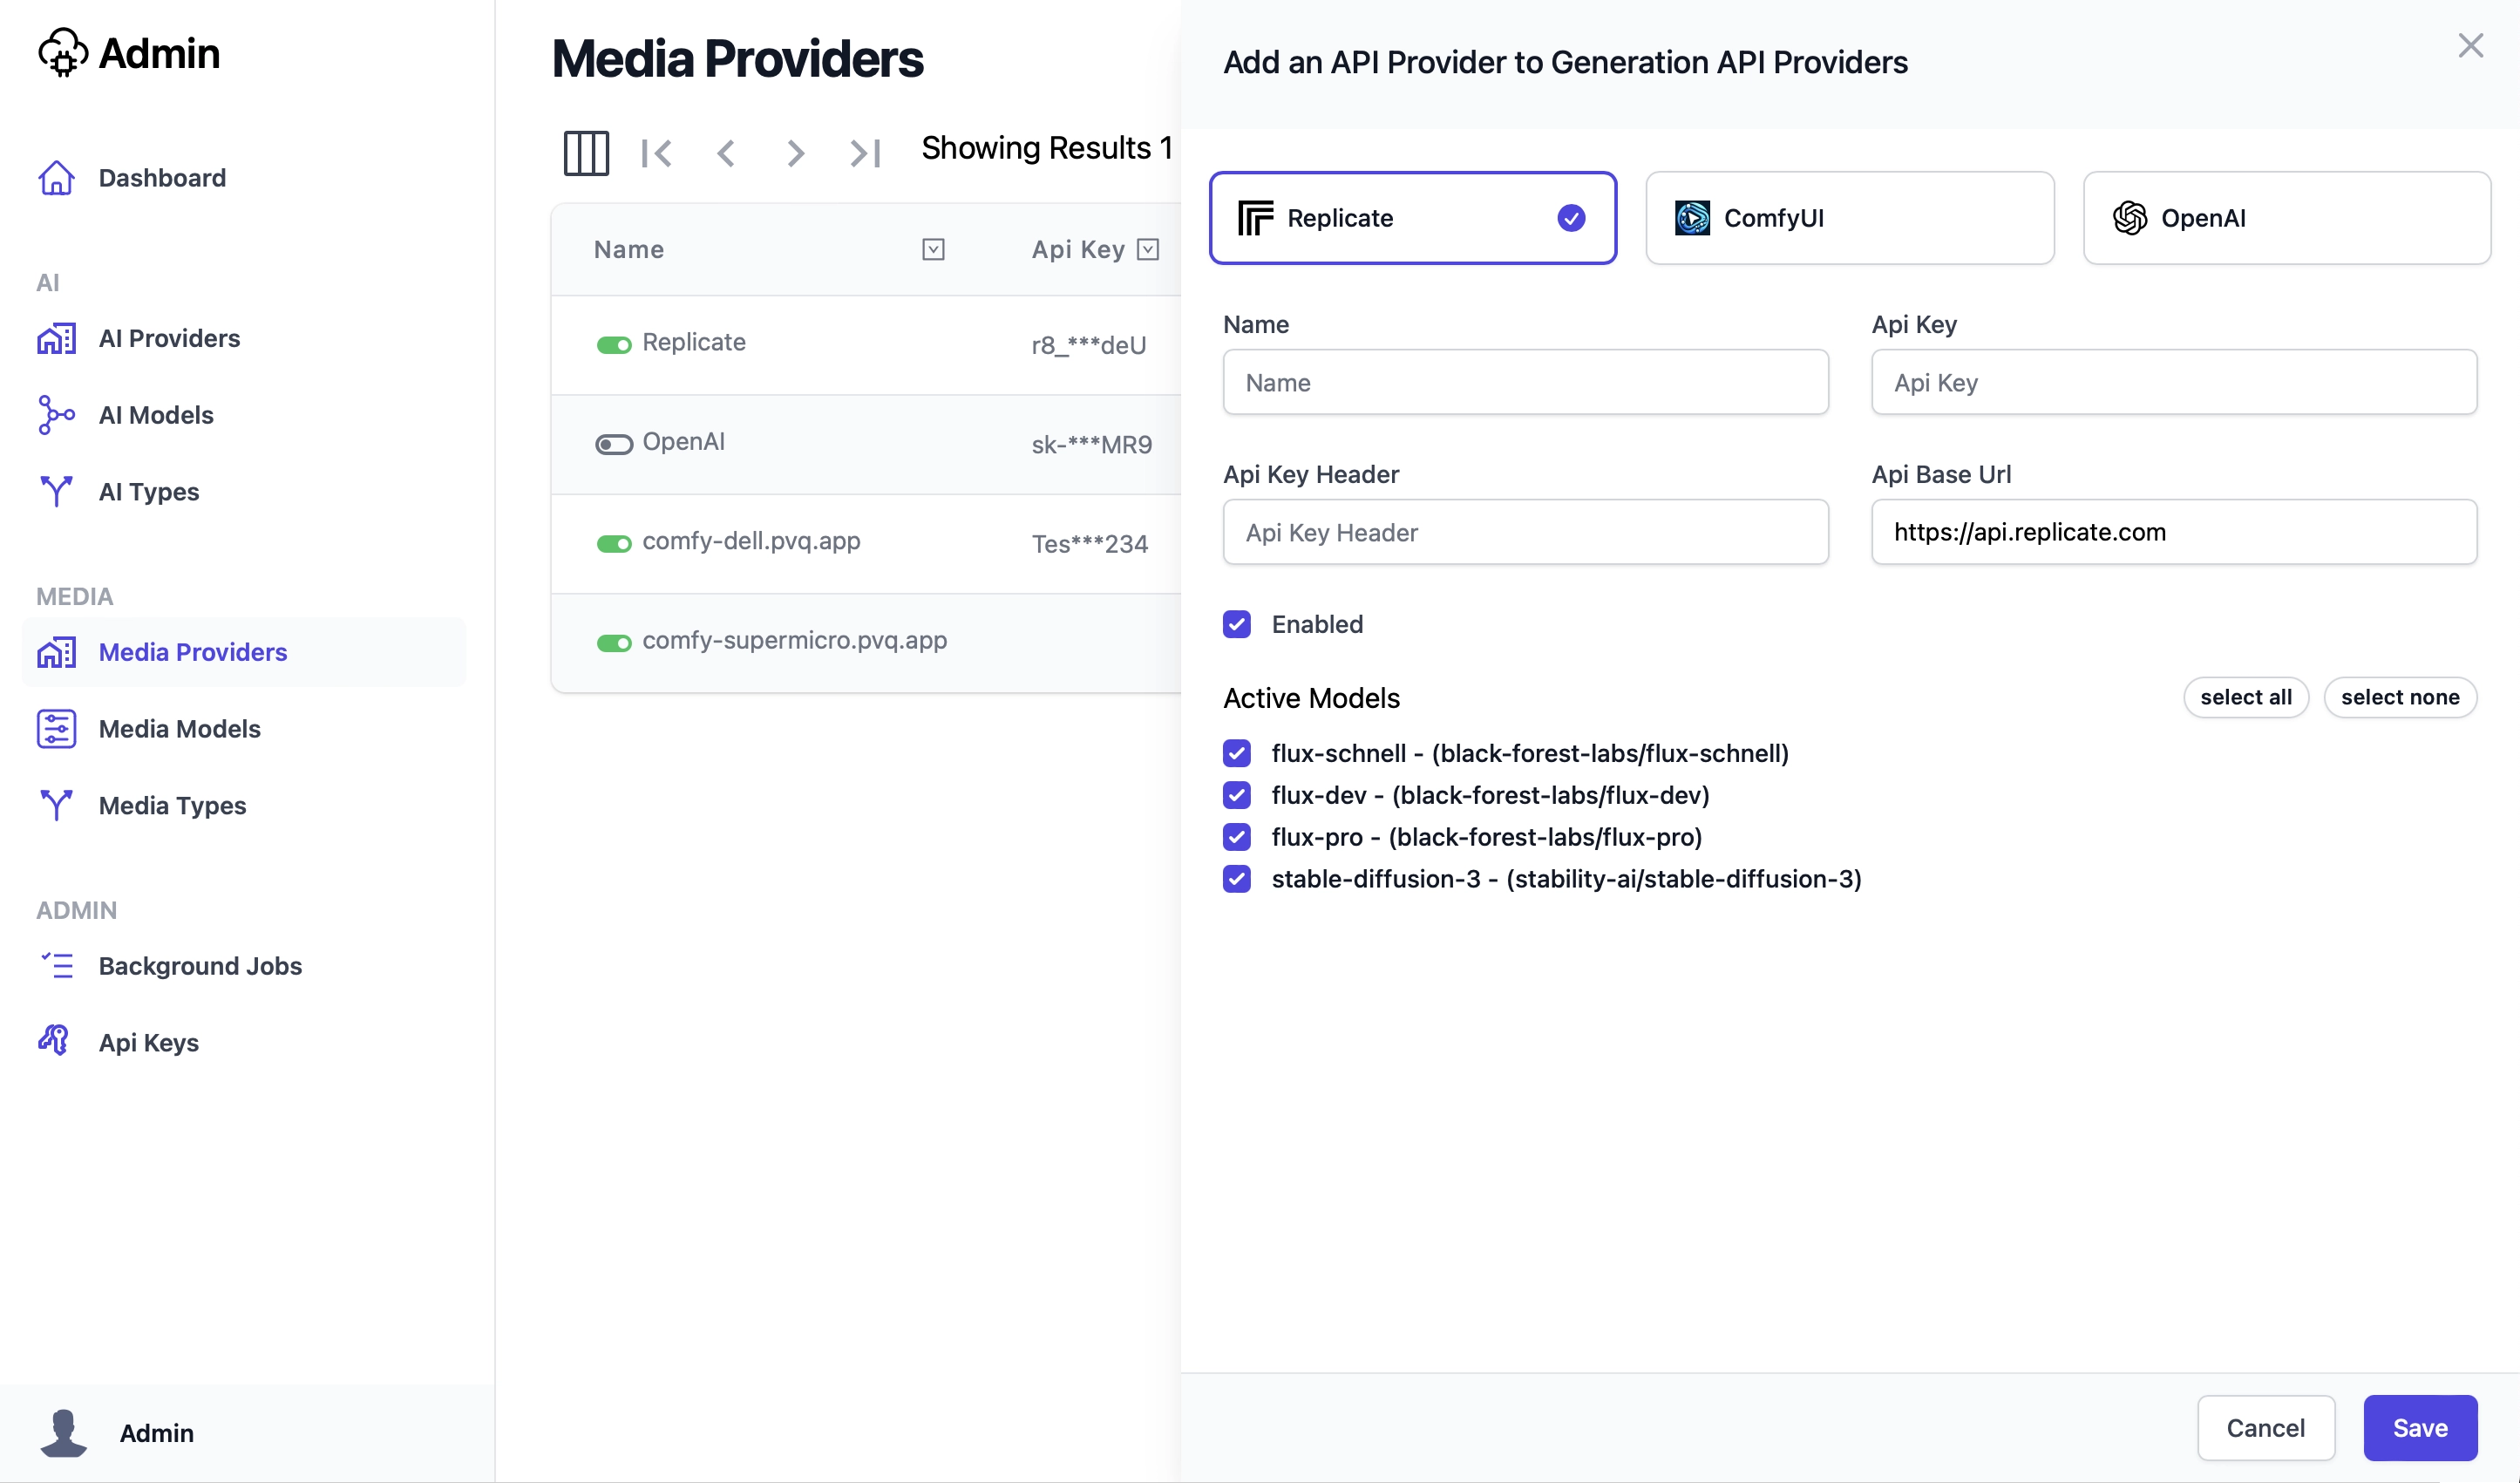 Admin
Dashboard
AI
AI Providers
AI Models
AI Types
MEDIA
Media Providers
Media Models
Media Types
ADMIN
Background Jobs
Api Keys
Admin
Media Providers
Showing Results 1
Name
Api Key
Replicate
r8_***deU
OpenAI
sk-***MR9
comfy-dell.pvq.app
Tes***234
comfy-supermicro.pvq.app
Add an API Provider to Generation API Providers
Replicate
ComfyUI
OpenAI
Name
Api Key
Name
Api Key
Api Key Header
Api Base Url
Api Key Header
https://api.replicate.com
Enabled
Active Models
select all
select none
flux-schnell - (black-forest-labs/flux-schnell)
flux-dev - (black-forest-labs/flux-dev)
flux-pro - (black-forest-labs/flux-pro)
stable-diffusion-3 - (stability-ai/stable-diffusion-3)
Cancel
Save